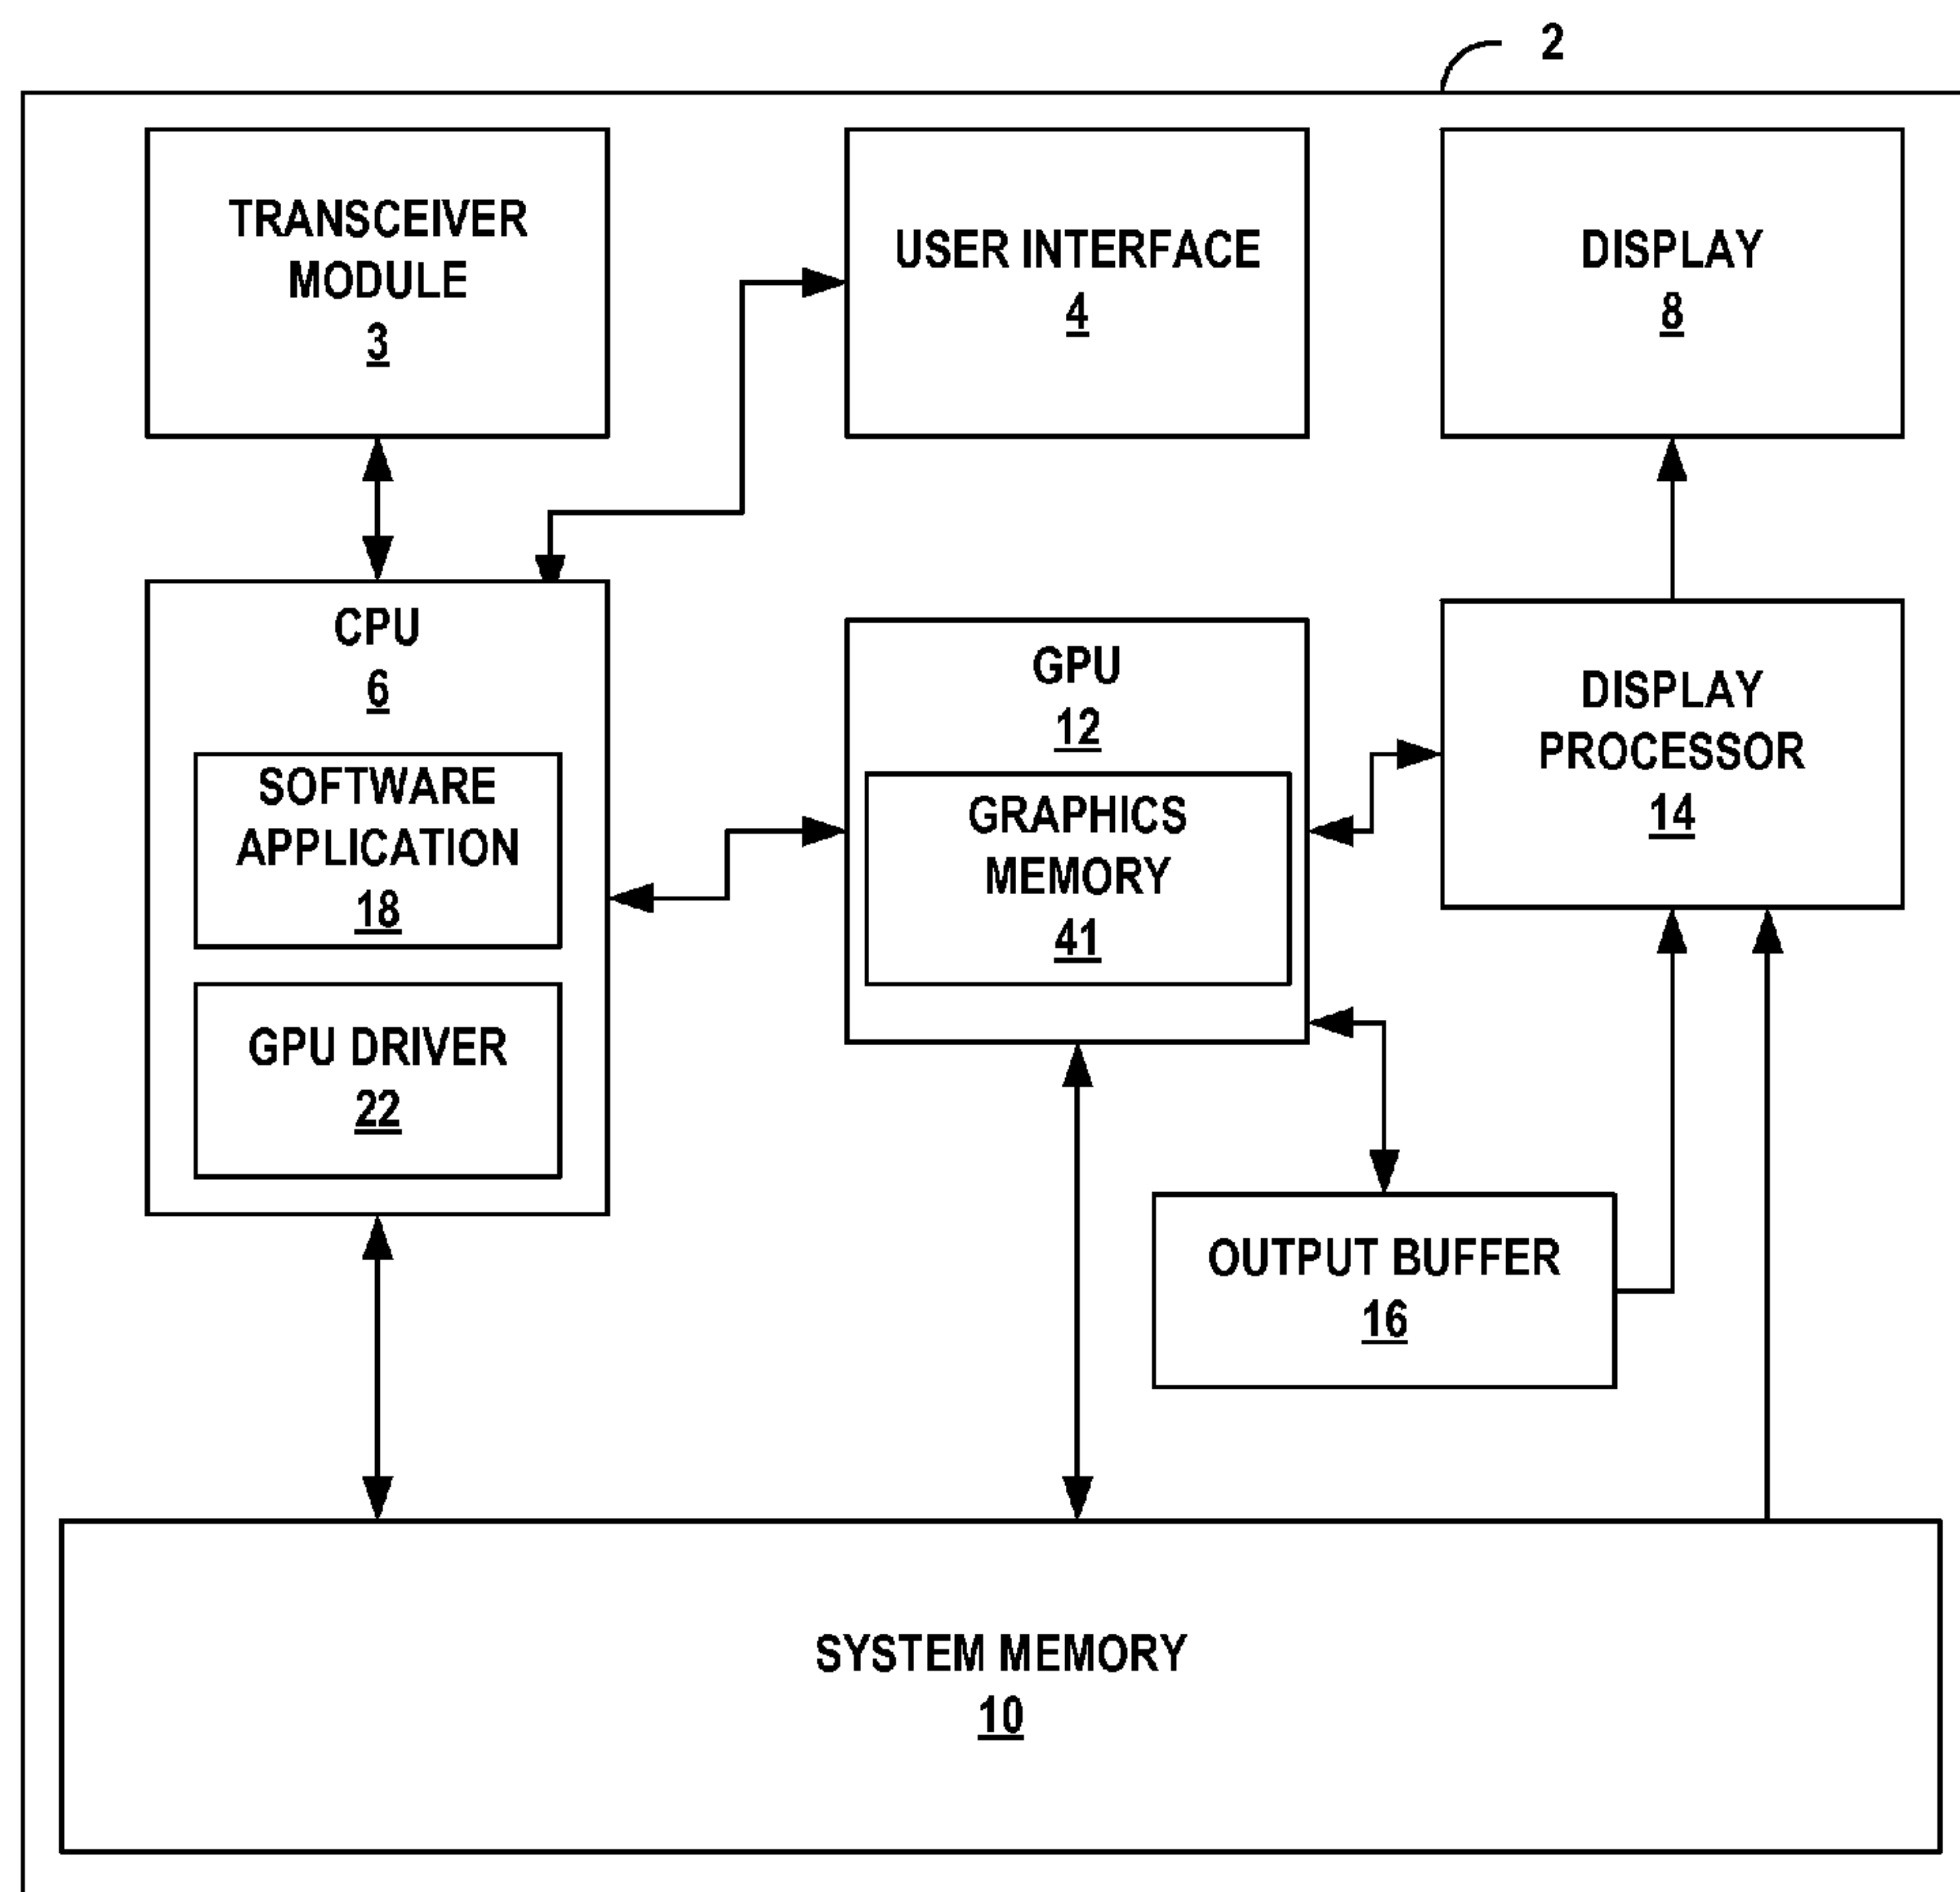 2
TRANSCEIVER
MODULE
3
USER INTERFACE
4
DISPLAY
8
CPU
6
SOFTWARE
APPLICATION
18
GPU DRIVER
22
GPU
12
GRAPHICS
MEMORY
41
DISPLAY
PROCESSOR
14
OUTPUT BUFFER
16
SYSTEM MEMORY
10